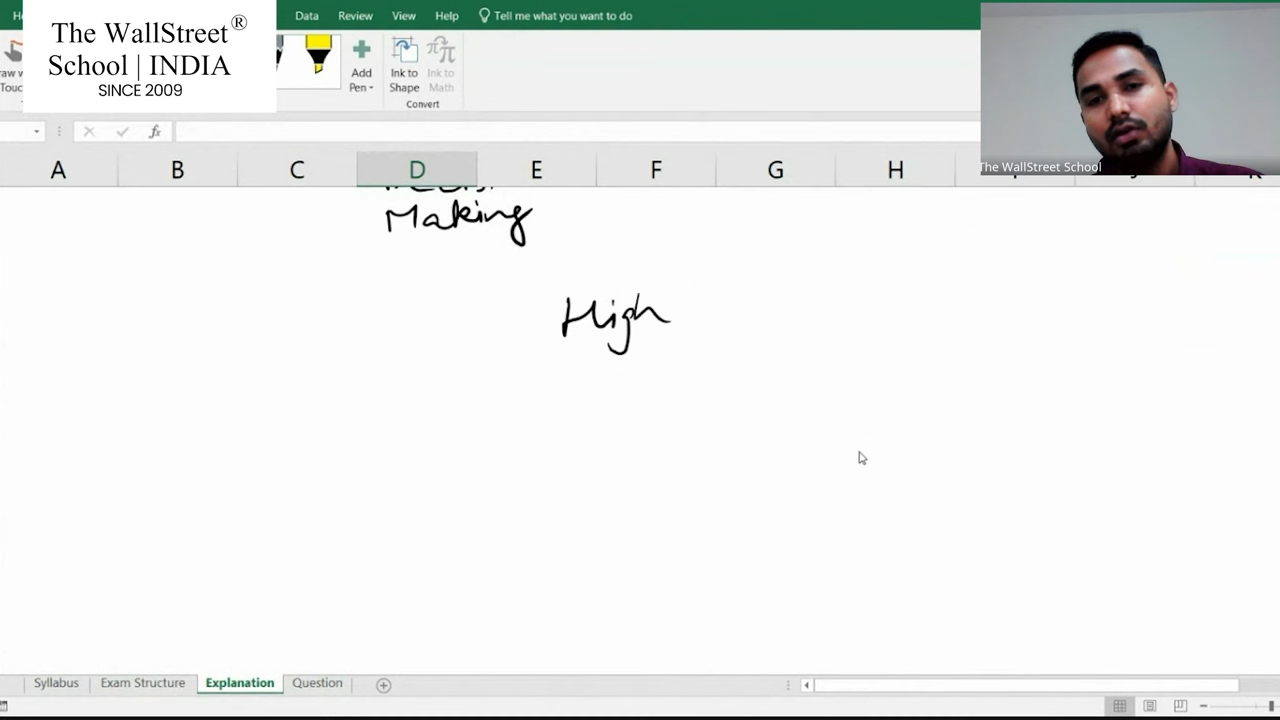 Data Review View Help Tell me what you want to do
The WallStreet®
School | INDIA
SINCE 2009
Add
Pen
Ink to
Shape
Ink to
Math
Convert
fx
A B C D E F G H
The WallStreet School
Making
High
Syllabus Exam Structure Explanation Question